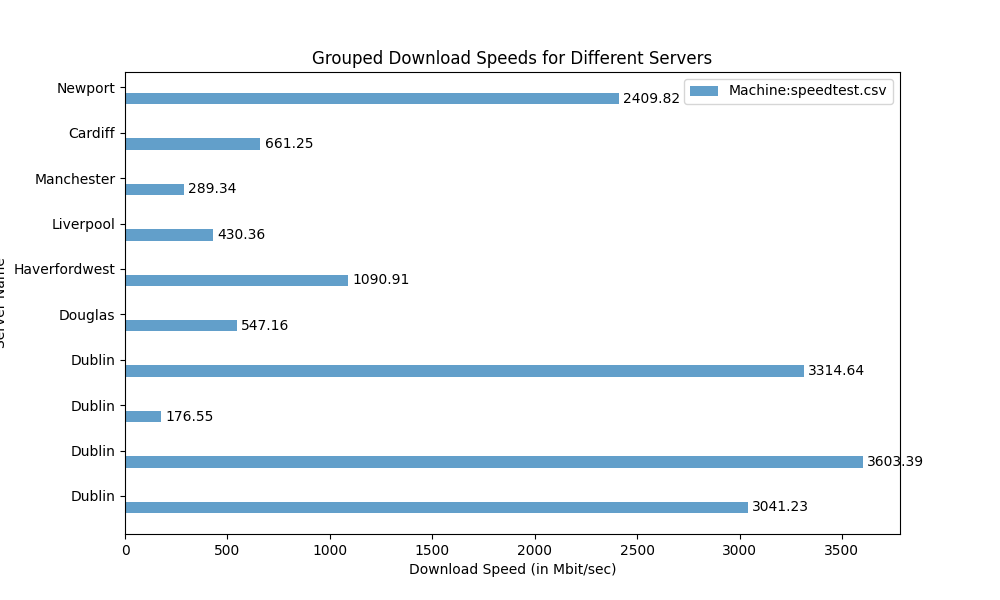 Grouped Download Speeds for Different Servers
Machine:speedtest.csv
Newport 2409.82
Cardiff 661.25
Manchester 289.34
Liverpool 430.36
Haverfordwest 1090.91
Douglas 547.16
Dublin 3314.64
Dublin 176.55
Dublin 3603.39
Dublin 3041.23
0 500 1000 1500 2000 2500 3000 3500
Download Speed (in Mbit/sec)
Server Name